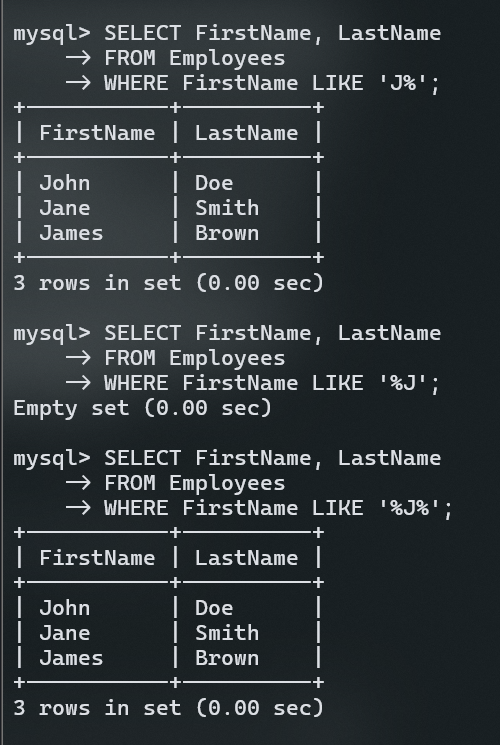 mysql> SELECT FirstName, LastName
    -> FROM Employees
    -> WHERE FirstName LIKE 'J%';
+-----------+----------+
| FirstName | LastName |
+-----------+----------+
| John      | Doe      |
| Jane      | Smith    |
| James     | Brown    |
+-----------+----------+
3 rows in set (0.00 sec)

mysql> SELECT FirstName, LastName
    -> FROM Employees
    -> WHERE FirstName LIKE '%J';
Empty set (0.00 sec)

mysql> SELECT FirstName, LastName
    -> FROM Employees
    -> WHERE FirstName LIKE '%J%';
+-----------+----------+
| FirstName | LastName |
+-----------+----------+
| John      | Doe      |
| Jane      | Smith    |
| James     | Brown    |
+-----------+----------+
3 rows in set (0.00 sec)